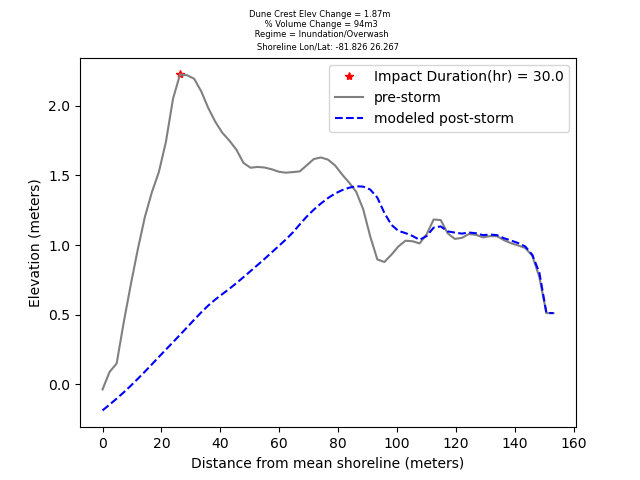 Dune Crest Elev Change = 1.87m
% Volume Change = 94m3
Regime = Inundation/Overwash
Shoreline Lon/Lat: -81.826 26.267
Impact Duration(hr) = 30.0
pre-storm
modeled post-storm
Elevation (meters)
2.0
1.5
1.0
0.5
0.0
0 20 40 60 80 100 120 140 160
Distance from mean shoreline (meters)